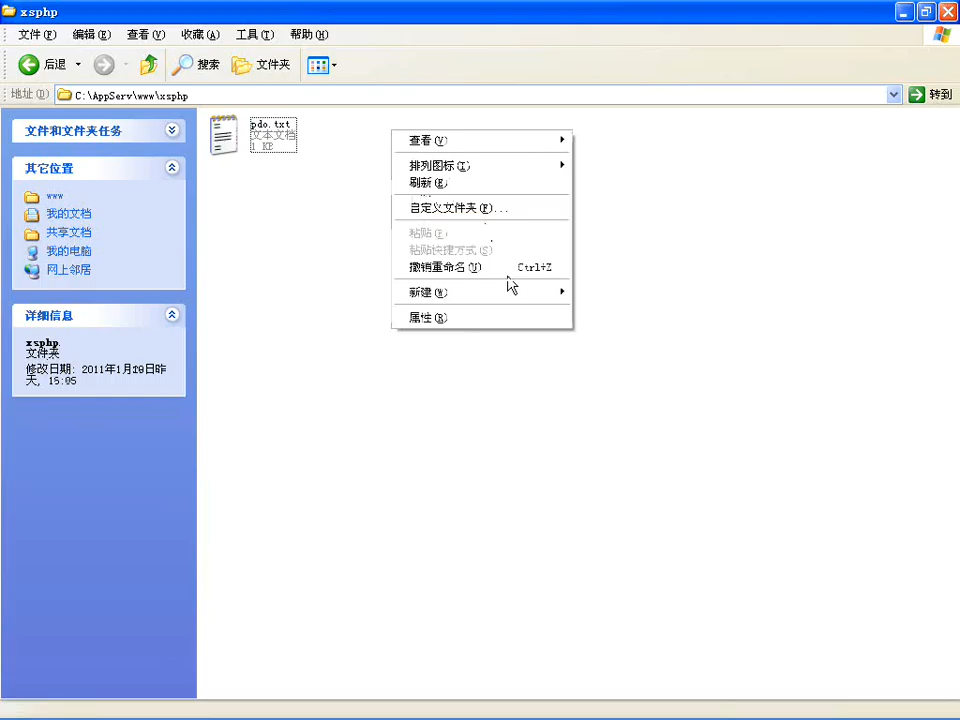 xsphp
文件(F) 编辑(E) 查看(V) 收藏(A) 工具(T) 帮助(H)
后退 搜索 文件夹
地址(D) C:\AppServ\www\xsphp 转到
文件和文件夹任务
其它位置
www
我的文档
共享文档
我的电脑
网上邻居
详细信息
xsphp
文件夹
修改日期: 2011年1月20日昨
天, 15:05
pdo.txt
文本文档
1 KB
查看(V)
排列图标(I)
刷新(E)
自定义文件夹(F)...
粘贴(P)
粘贴快捷方式(S)
撤销重命名(U) Ctrl+Z
新建(W)
属性(R)